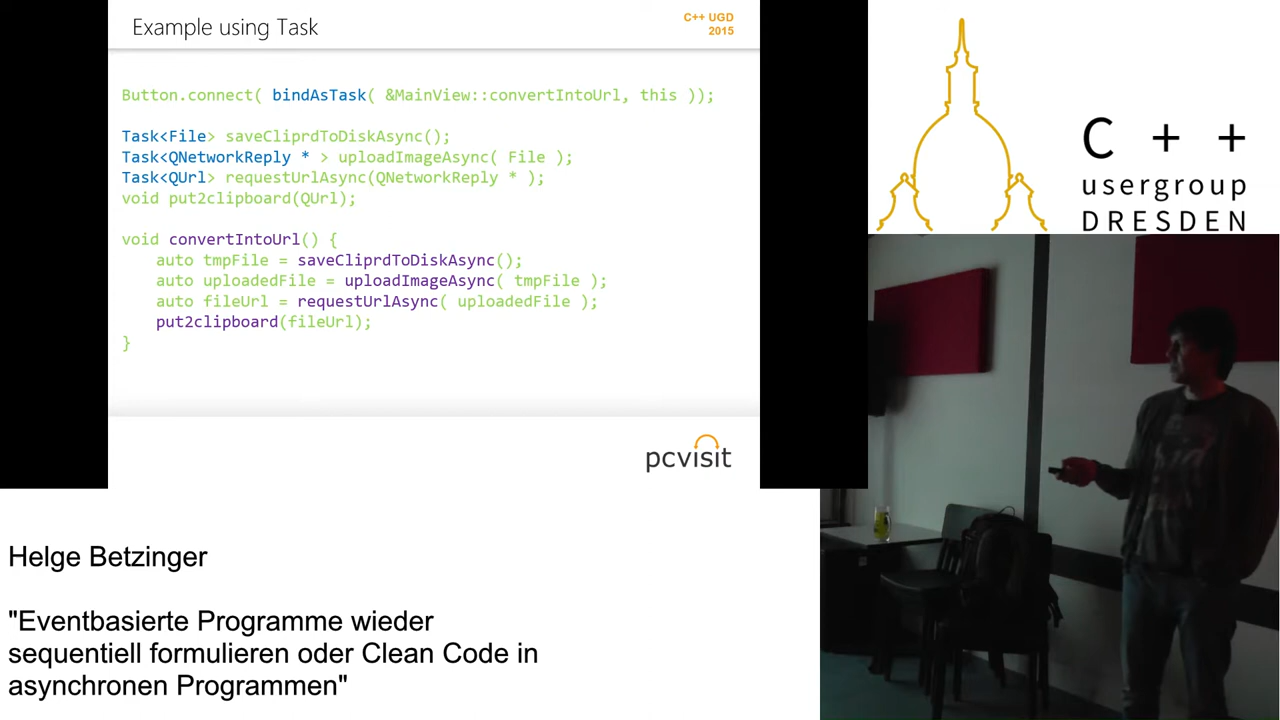 Example using Task
C++ UGD
2015
Button.connect( bindAsTask( &MainView::convertIntoUrl, this ));
Task<File> saveCliprdToDiskAsync();
Task<QNetworkReply * > uploadImageAsync( File );
Task<QUrl> requestUrlAsync(QNetworkReply * );
void put2clipboard(QUrl);
void convertIntoUrl() {
auto tmpFile = saveCliprdToDiskAsync();
auto uploadedFile = uploadImageAsync( tmpFile );
auto fileUrl = requestUrlAsync( uploadedFile );
put2clipboard(fileUrl);
}
pcvisit
C + +
usergroup
DRESDEN
Helge Betzinger
"Eventbasierte Programme wieder
sequentiell formulieren oder Clean Code in
asynchronen Programmen"